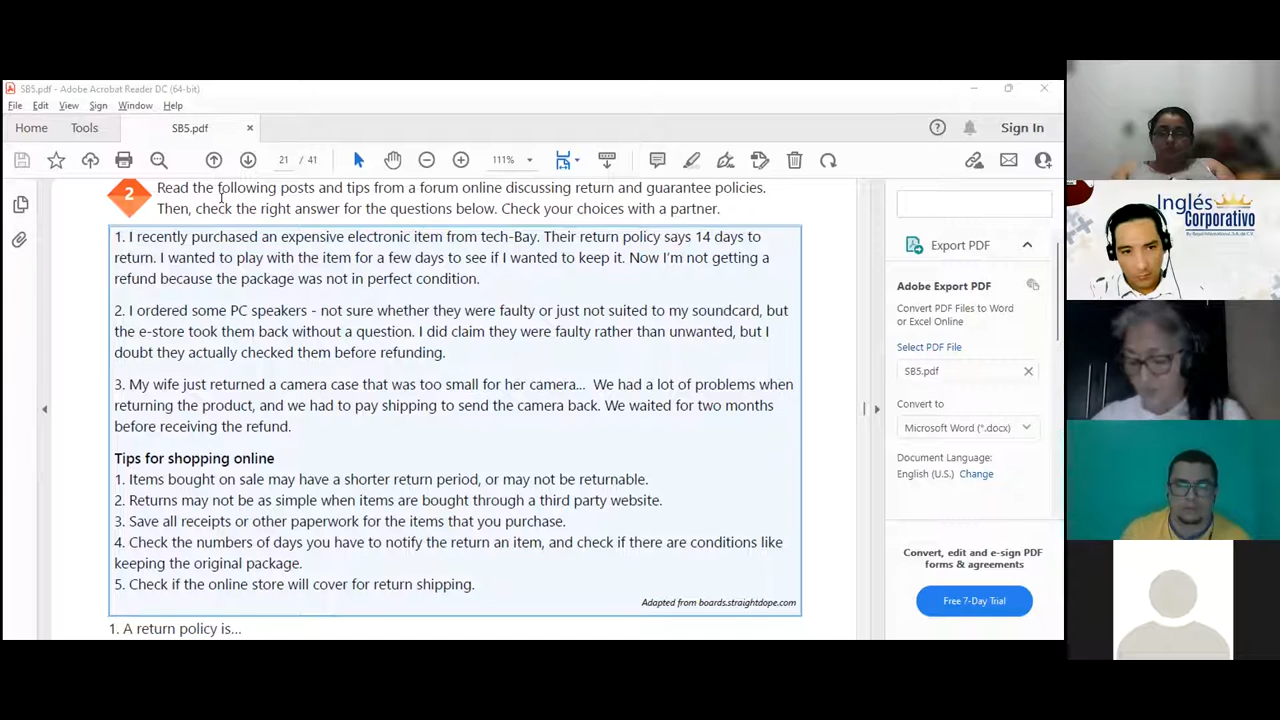 SB5.pdf - Adobe Acrobat Reader DC (64-bit)
File Edit View Sign Window Help
Home Tools SB5.pdf × Sign In
21 / 41 111%
2
Read the following posts and tips from a forum online discussing return and guarantee policies.
Then, check the right answer for the questions below. Check your choices with a partner.
1. I recently purchased an expensive electronic item from tech-Bay. Their return policy says 14 days to
return. I wanted to play with the item for a few days to see if I wanted to keep it. Now I'm not getting a
refund because the package was not in perfect condition.
2. I ordered some PC speakers - not sure whether they were faulty or just not suited to my soundcard, but
the e-store took them back without a question. I did claim they were faulty rather than unwanted, but I
doubt they actually checked them before refunding.
3. My wife just returned a camera case that was too small for her camera... We had a lot of problems when
returning the product, and we had to pay shipping to send the camera back. We waited for two months
before receiving the refund.
Tips for shopping online
1. Items bought on sale may have a shorter return period, or may not be returnable.
2. Returns may not be as simple when items are bought through a third party website.
3. Save all receipts or other paperwork for the items that you purchase.
4. Check the numbers of days you have to notify the return an item, and check if there are conditions like
keeping the original package.
5. Check if the online store will cover for return shipping.
Adapted from boards.straightdope.com
1. A return policy is...
Export PDF
Adobe Export PDF
Convert PDF Files to Word
or Excel Online
Select PDF File
SB5.pdf
Convert to
Microsoft Word (*.docx)
Document Language:
English (U.S.) Change
Convert, edit and e-sign PDF
forms & agreements
Free 7-Day Trial
Inglés
Corporativo
By Royal International, S.A. de C.V.